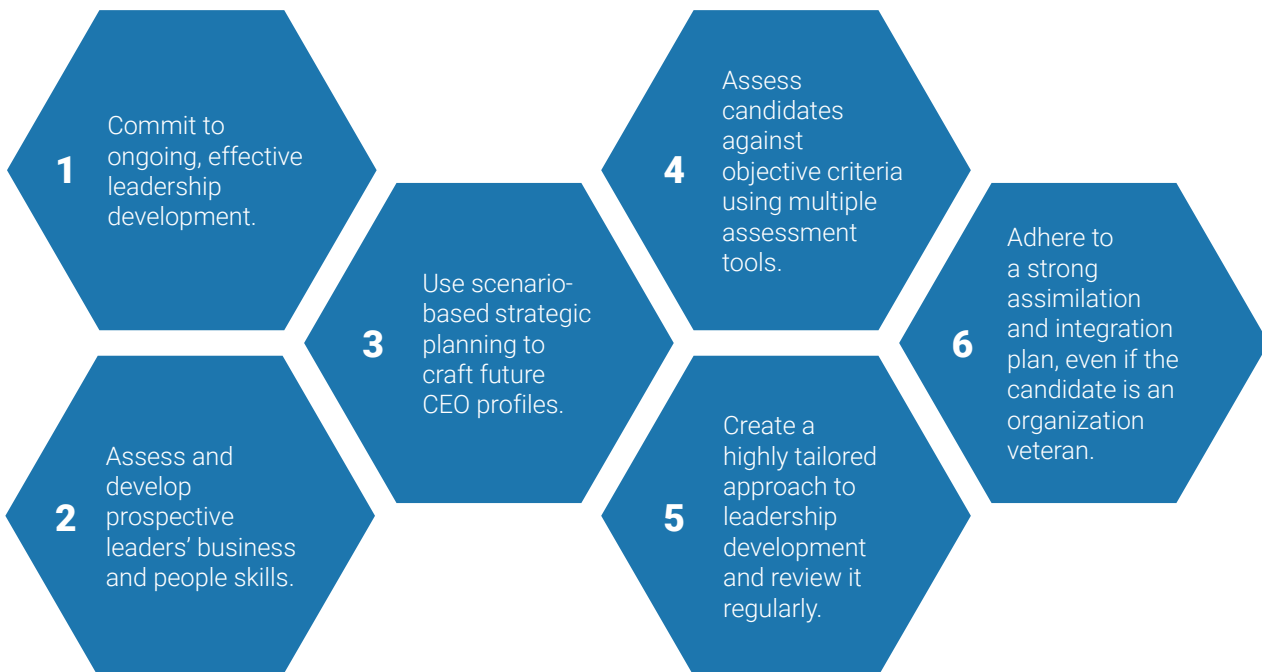 1
Commit to
ongoing, effective
leadership
development.
2
Assess and
develop
prospective
leaders’ business
and people skills.
3
Use scenario-
based strategic
planning to
craft future
CEO profiles.
4
Assess
candidates
against
objective criteria
using multiple
assessment
tools.
5
Create a
highly tailored
approach to
leadership
development
and review it
regularly.
6
Adhere to
a strong
assimilation
and integration
plan, even if the
candidate is an
organization
veteran.